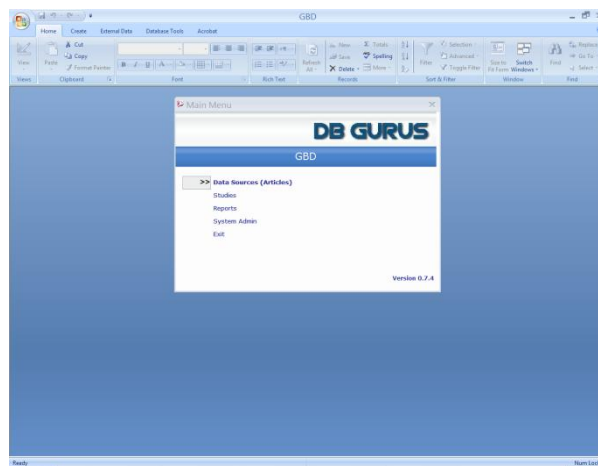 GBD
Home Create External Data Database Tools Acrobat
View
Paste
Cut
Copy
Format Painter
Refresh All
New
Save
Delete
Totals
Spelling
More
Filter
Selection
Advanced
Toggle Filter
Size to Fit Form
Switch Windows
Find
Replace
Go To
Select
Views Clipboard Font Rich Text Records Sort & Filter Window Find
Main Menu
DB GURUS
GBD
>> Data Sources (Articles)
Studies
Reports
System Admin
Exit
Version 0.7.4
Ready Num Loc